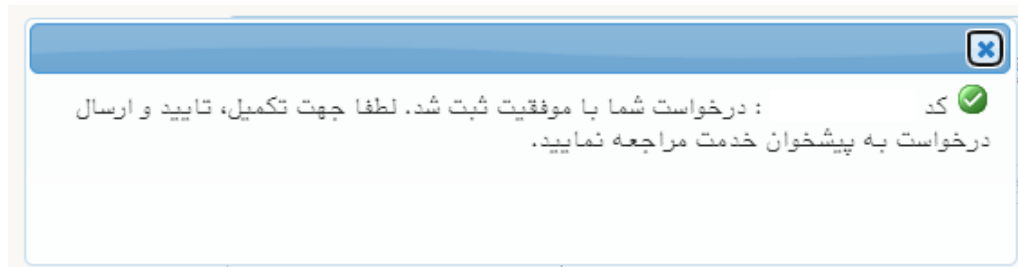 کد : درخواست شما با موفقیت ثبت شد. لطفا جهت تکمیل، تایید و ارسال
درخواست به پیشخوان خدمت مراجعه نمایید.